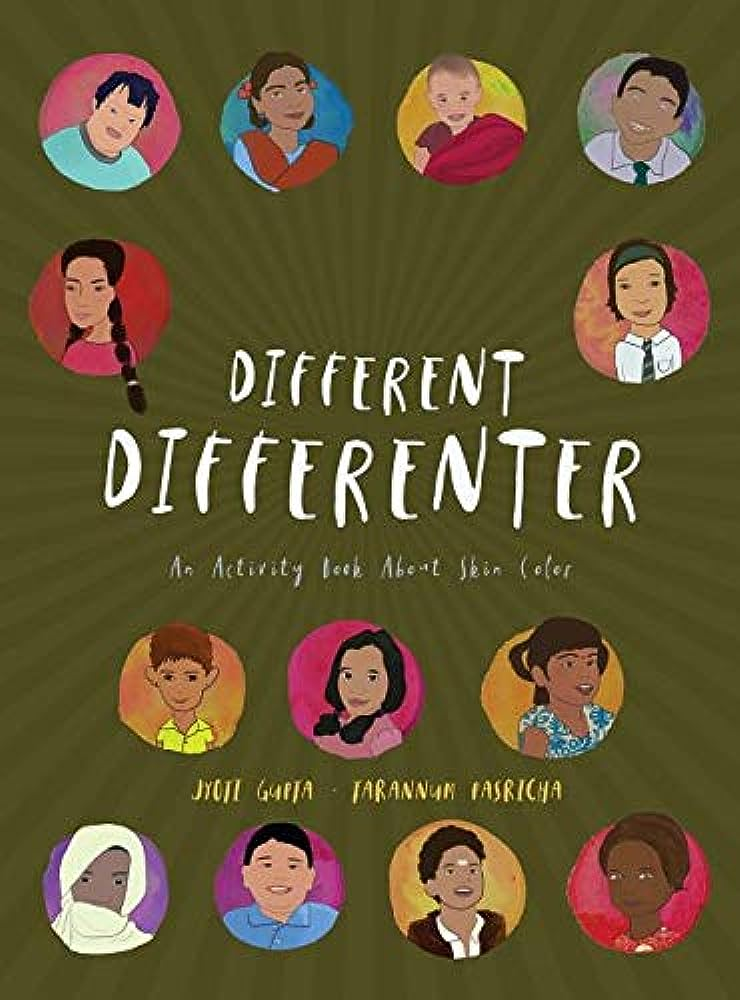 DIFFERENT
DIFFERENTER
An Activity Book About Skin Color
JYOTI GUPTA · TARANNUM PASRICHA